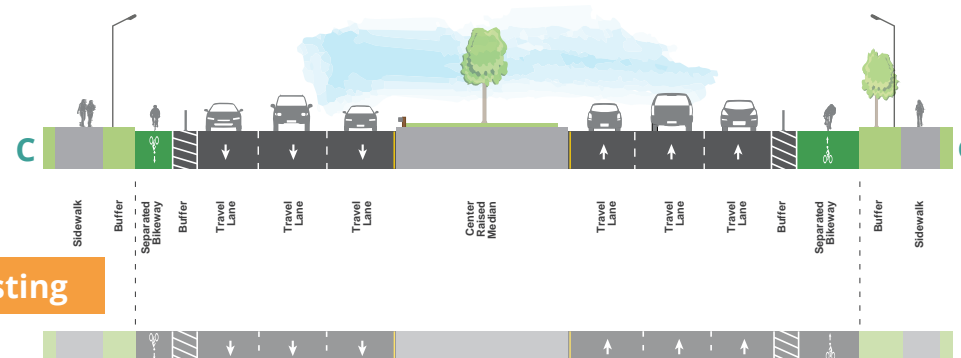 C
Sidewalk
Buffer
Separated
Bikeway
Buffer
Travel
Lane
Travel
Lane
Travel
Lane
Center
Raised
Median
Travel
Lane
Travel
Lane
Travel
Lane
Buffer
Separated
Bikeway
Buffer
Sidewalk